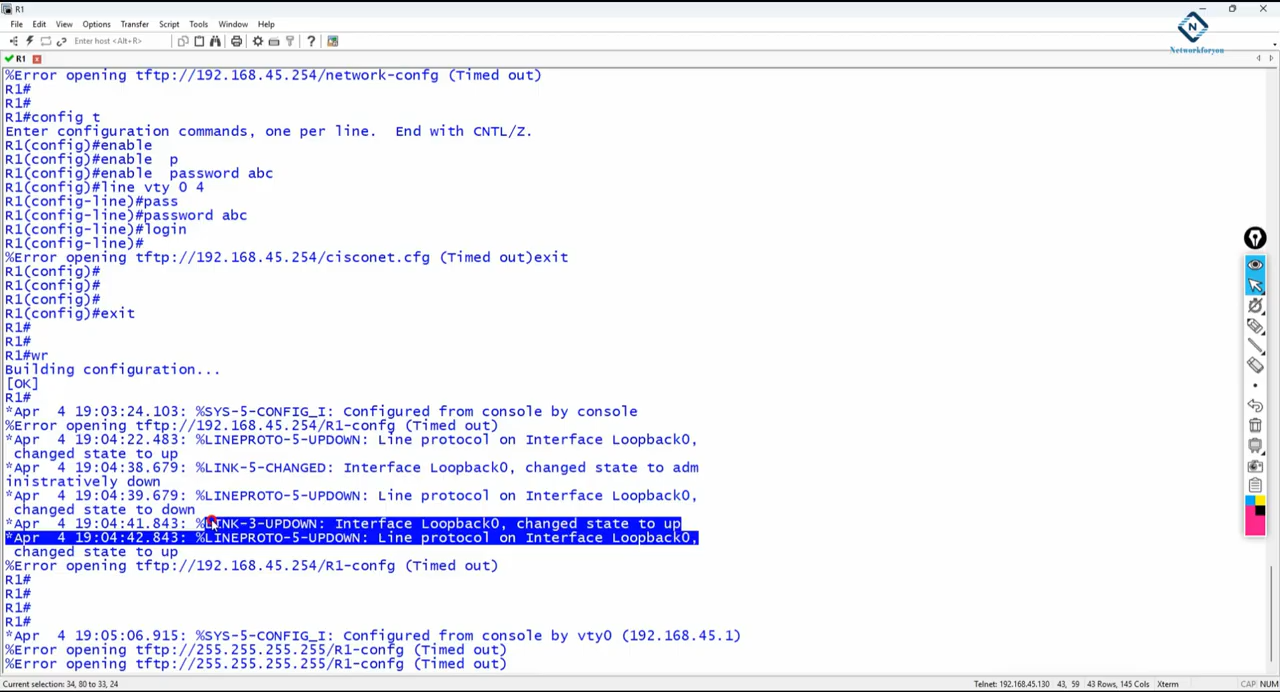 R1
File Edit View Options Transfer Script Tools Window Help
Enter host <Alt+R>
N
Networkforyou
R1
%Error opening tftp://192.168.45.254/network-confg (Timed out)
R1#
R1#
R1#config t
Enter configuration commands, one per line.  End with CNTL/Z.
R1(config)#enable
R1(config)#enable  p
R1(config)#enable  password abc
R1(config)#line vty 0 4
R1(config-line)#pass
R1(config-line)#password abc
R1(config-line)#login
R1(config-line)#
%Error opening tftp://192.168.45.254/cisconet.cfg (Timed out)exit
R1(config)#
R1(config)#
R1(config)#
R1(config)#exit
R1#
R1#
R1#wr
Building configuration...
[OK]
R1#
*Apr  4 19:03:24.103: %SYS-5-CONFIG_I: Configured from console by console
%Error opening tftp://192.168.45.254/R1-confg (Timed out)
*Apr  4 19:04:22.483: %LINEPROTO-5-UPDOWN: Line protocol on Interface Loopback0,
changed state to up
*Apr  4 19:04:38.679: %LINK-5-CHANGED: Interface Loopback0, changed state to adm
inistratively down
*Apr  4 19:04:39.679: %LINEPROTO-5-UPDOWN: Line protocol on Interface Loopback0,
changed state to down
*Apr  4 19:04:41.843: %LINK-3-UPDOWN: Interface Loopback0, changed state to up
*Apr  4 19:04:42.843: %LINEPROTO-5-UPDOWN: Line protocol on Interface Loopback0,
changed state to up
%Error opening tftp://192.168.45.254/R1-confg (Timed out)
R1#
R1#
R1#
R1#
*Apr  4 19:05:06.915: %SYS-5-CONFIG_I: Configured from console by vty0 (192.168.45.1)
%Error opening tftp://255.255.255.255/R1-confg (Timed out)
%Error opening tftp://255.255.255.255/R1-confg (Timed out)
Current selection: 34, 80 to 33, 24 Telnet: 192.168.45.130 43, 59 43 Rows, 145 Cols Xterm CAP NUM